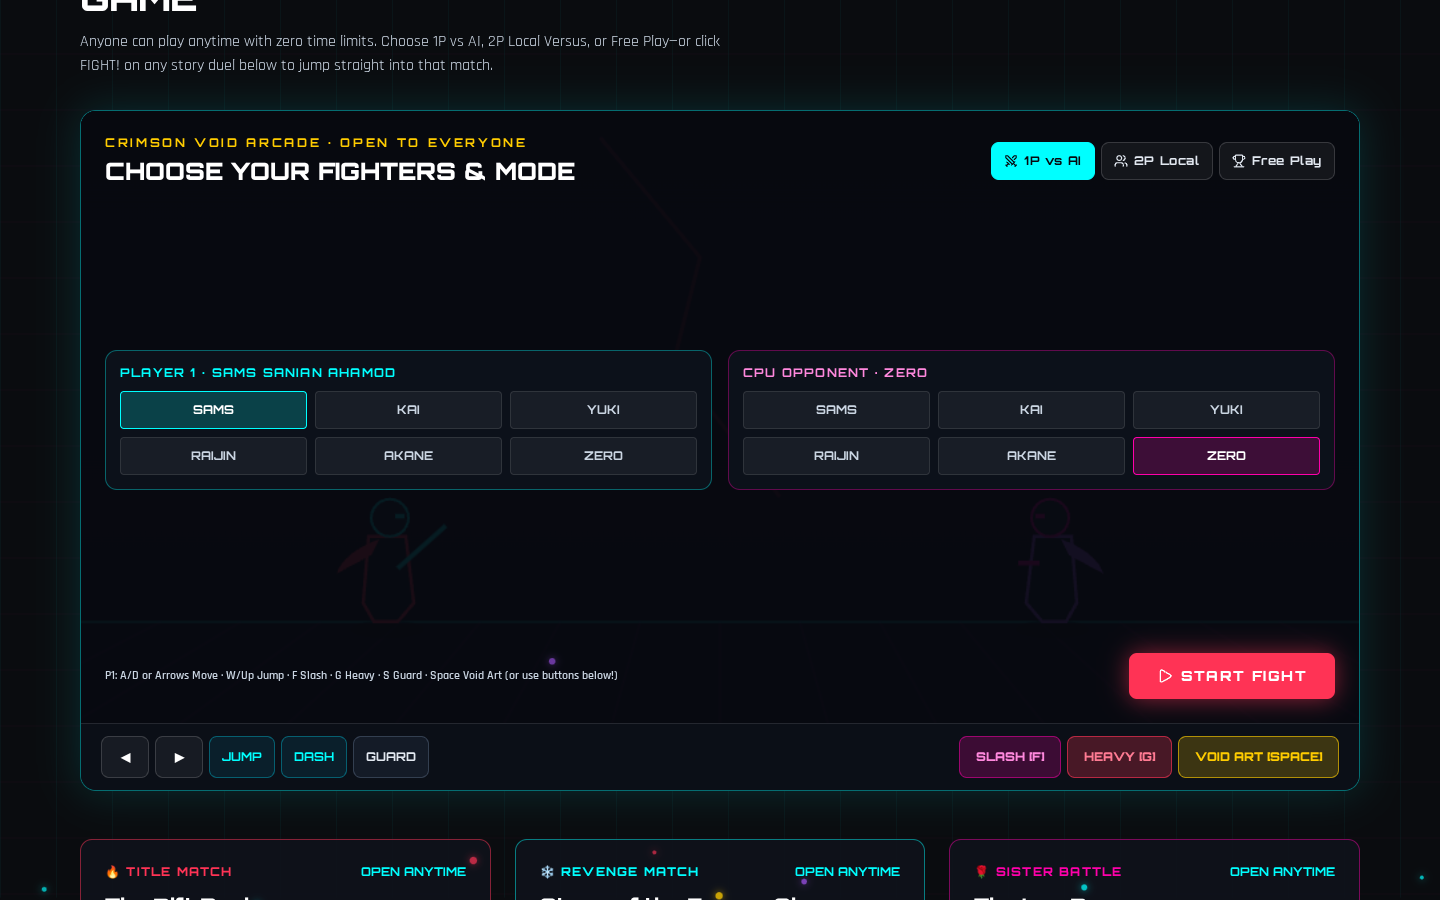 GAME
Anyone can play anytime with zero time limits. Choose 1P vs AI, 2P Local Versus, or Free Play—or click
FIGHT! on any story duel below to jump straight into that match.
CRIMSON VOID ARCADE · OPEN TO EVERYONE
CHOOSE YOUR FIGHTERS & MODE
1P vs AI
2P Local
Free Play
PLAYER 1 · SAMS SANIAN AHAMOD
SAMS
KAI
YUKI
RAIJIN
AKANE
ZERO
CPU OPPONENT · ZERO
SAMS
KAI
YUKI
RAIJIN
AKANE
ZERO
P1: A/D or Arrows Move · W/Up Jump · F Slash · G Heavy · S Guard · Space Void Art (or use buttons below!)
START FIGHT
◀
▶
JUMP
DASH
GUARD
SLASH [F]
HEAVY [G]
VOID ART [SPACE]
🔥 TITLE MATCH
OPEN ANYTIME
❄️ REVENGE MATCH
OPEN ANYTIME
🌹 SISTER BATTLE
OPEN ANYTIME